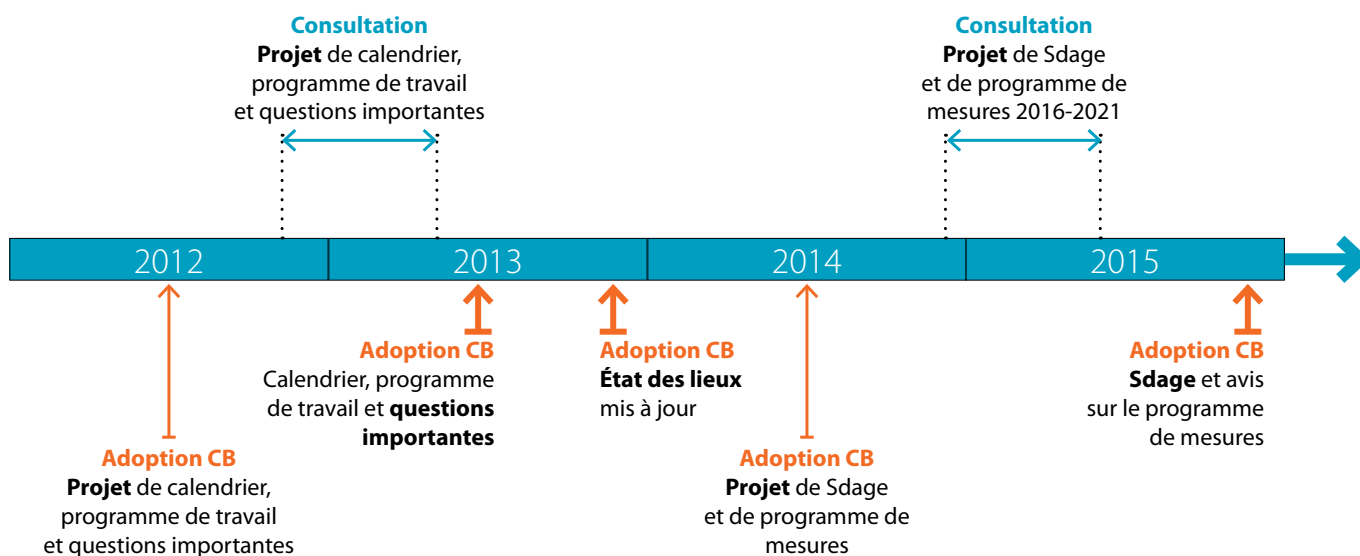 Consultation
Projet de calendrier,
programme de travail
et questions importantes
Consultation
Projet de Sdage
et de programme de
mesures 2016-2021
2012
2013
2014
2015
Adoption CB
Calendrier, programme
de travail et questions
importantes
Adoption CB
État des lieux
mis à jour
Adoption CB
Sdage et avis
sur le programme
de mesures
Adoption CB
Projet de calendrier,
programme de travail
et questions importantes
Adoption CB
Projet de Sdage
et de programme de
mesures